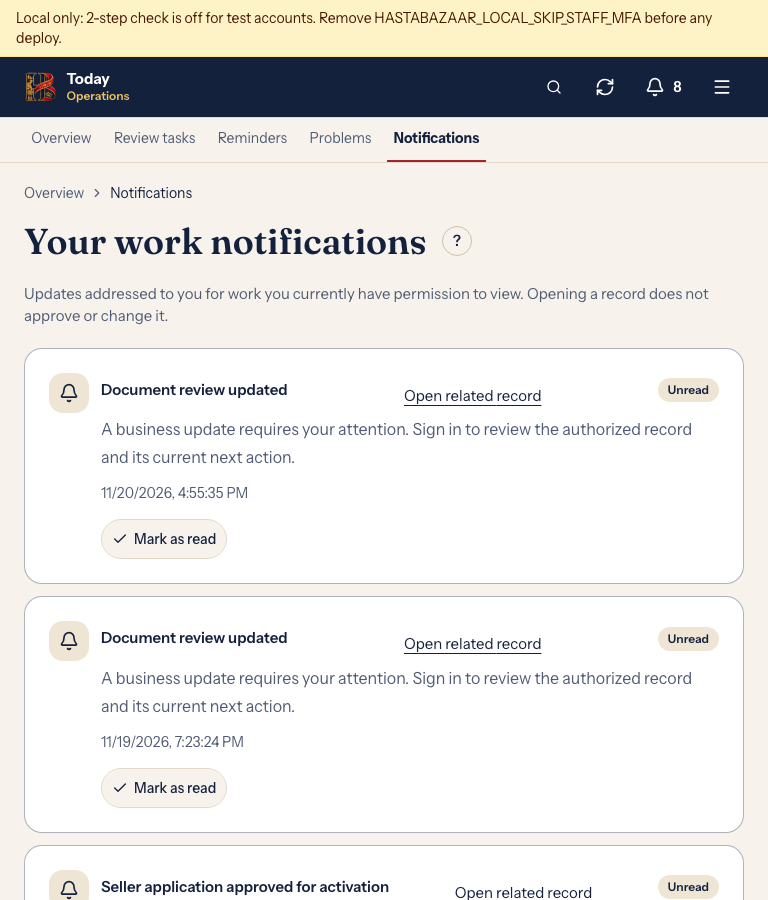 Local only: 2-step check is off for test accounts. Remove HASTABAZAAR_LOCAL_SKIP_STAFF_MFA before any
deploy.
Today
Operations
8
Overview
Review tasks
Reminders
Problems
Notifications
Overview > Notifications
Your work notifications ?
Updates addressed to you for work you currently have permission to view. Opening a record does not
approve or change it.
Document review updated
Open related record
Unread
A business update requires your attention. Sign in to review the authorized record
and its current next action.
11/20/2026, 4:55:35 PM
Mark as read
Document review updated
Open related record
Unread
A business update requires your attention. Sign in to review the authorized record
and its current next action.
11/19/2026, 7:23:24 PM
Mark as read
Seller application approved for activation
Open related record
Unread